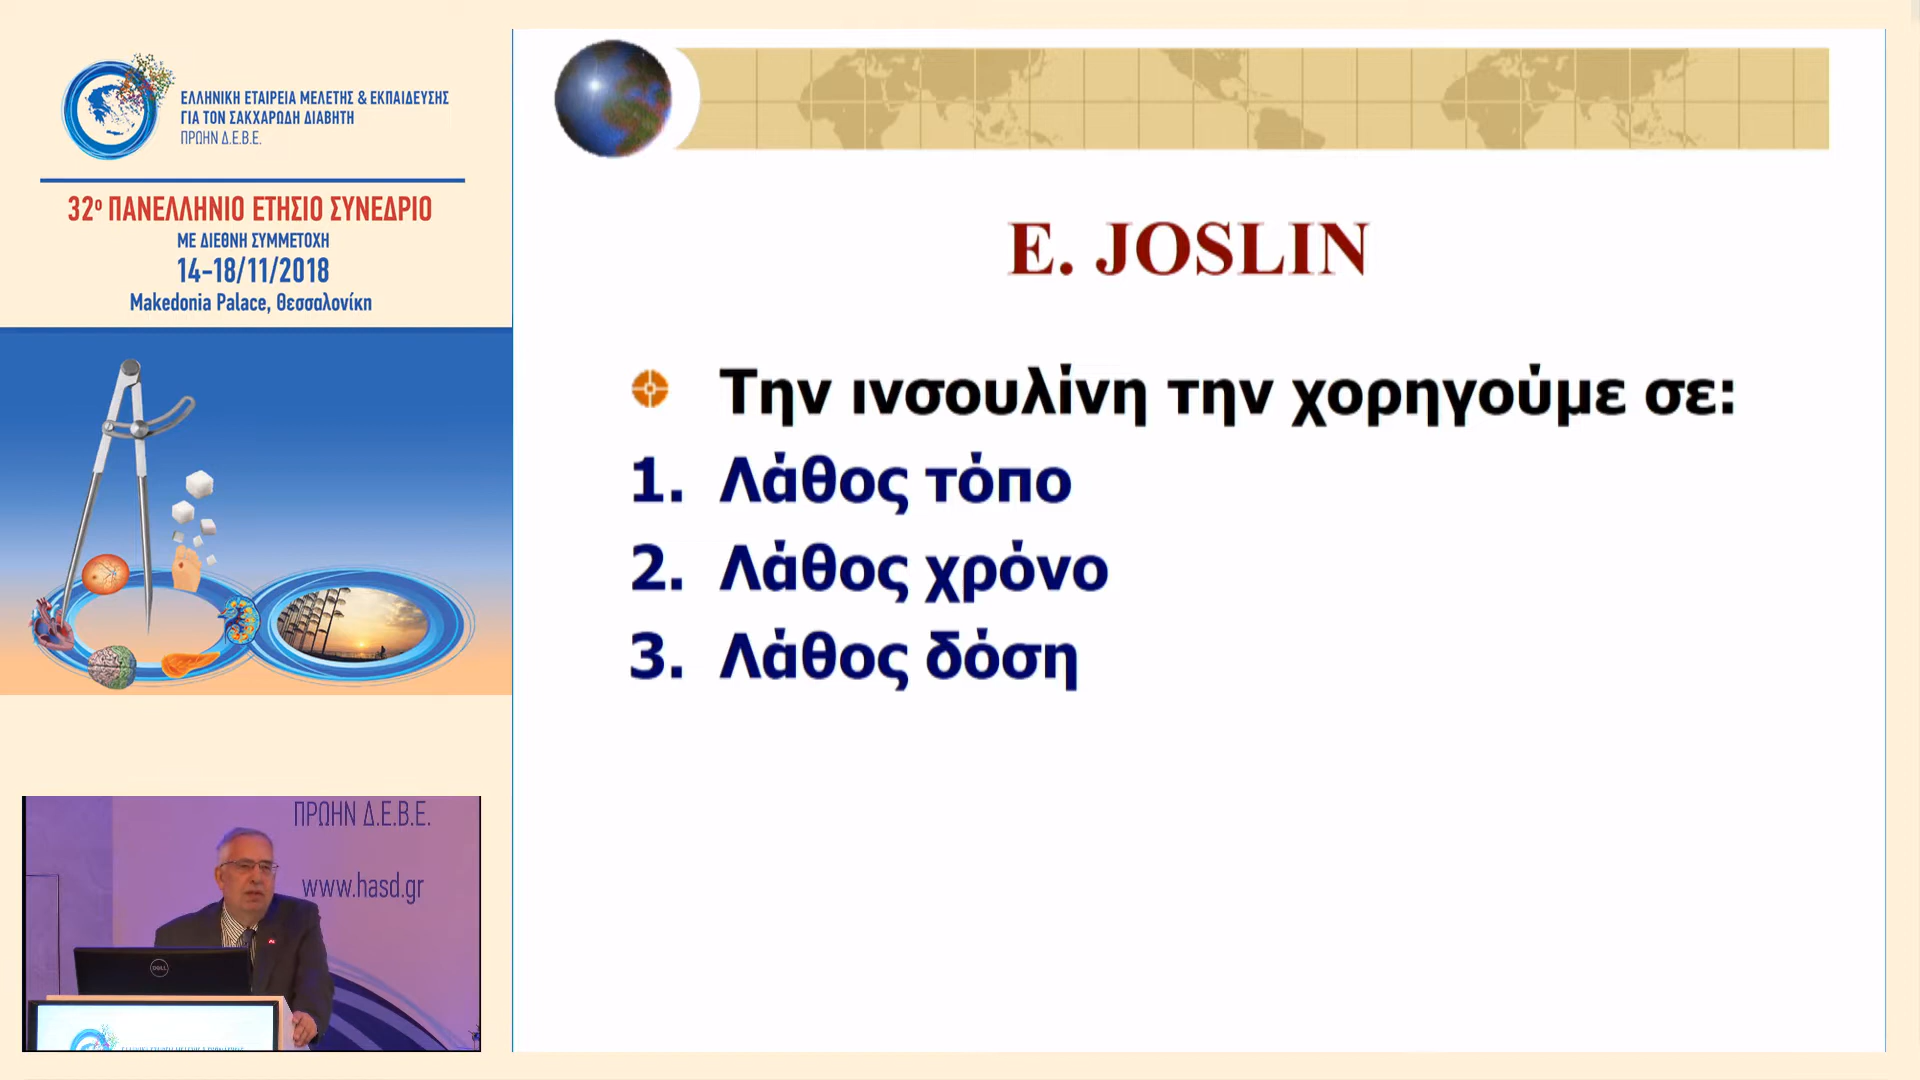 ΕΛΛΗΝΙΚΗ ΕΤΑΙΡΕΙΑ ΜΕΛΕΤΗΣ & ΕΚΠΑΙΔΕΥΣΗΣ
ΓΙΑ ΤΟΝ ΣΑΚΧΑΡΩΔΗ ΔΙΑΒΗΤΗ
ΠΡΩΗΝ Δ.Ε.Β.Ε.
32ο ΠΑΝΕΛΛΗΝΙΟ ΕΤΗΣΙΟ ΣΥΝΕΔΡΙΟ
ΜΕ ΔΙΕΘΝΗ ΣΥΜΜΕΤΟΧΗ
14-18/11/2018
Makedonia Palace, Θεσσαλονίκη
E. JOSLIN
Την ινσουλίνη την χορηγούμε σε:
1. Λάθος τόπο
2. Λάθος χρόνο
3. Λάθος δόση
ΠΡΩΗΝ Δ.Ε.Β.Ε.
www.hasd.gr
DELL